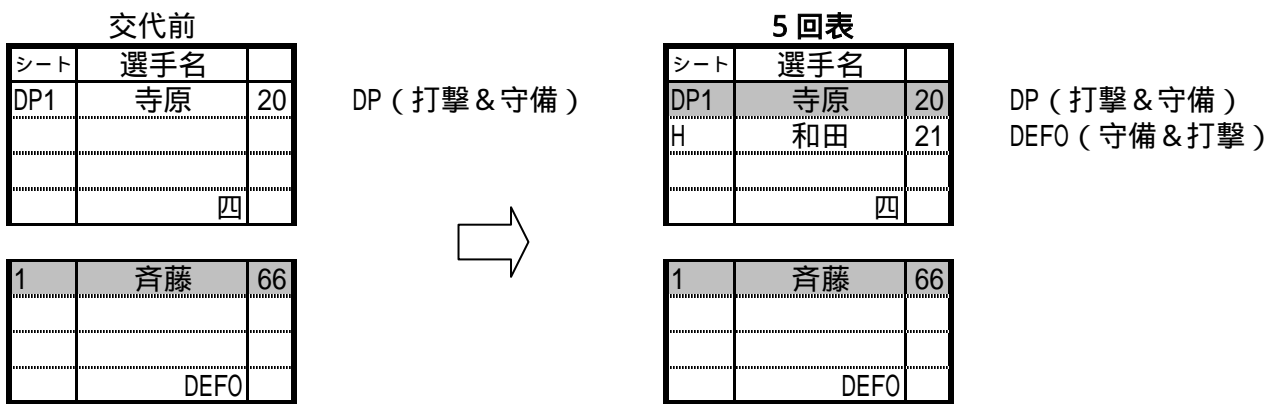 交代前
シート 選手名
DP1 寺原 20
四
DP(打撃&守備)
1 斉藤 66
DEFO
5回表
シート 選手名
DP1 寺原 20
H 和田 21
四
DP(打撃&守備)
DEFO(守備&打撃)
1 斉藤 66
DEFO